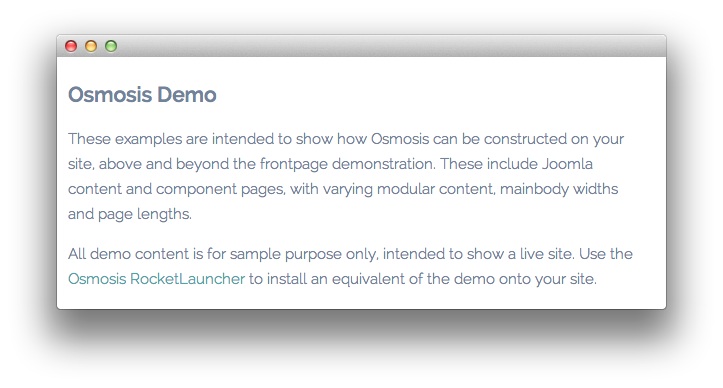 Osmosis Demo
These examples are intended to show how Osmosis can be constructed on your
site, above and beyond the frontpage demonstration. These include Joomla
content and component pages, with varying modular content, mainbody widths
and page lengths.
All demo content is for sample purpose only, intended to show a live site. Use the
Osmosis RocketLauncher to install an equivalent of the demo onto your site.